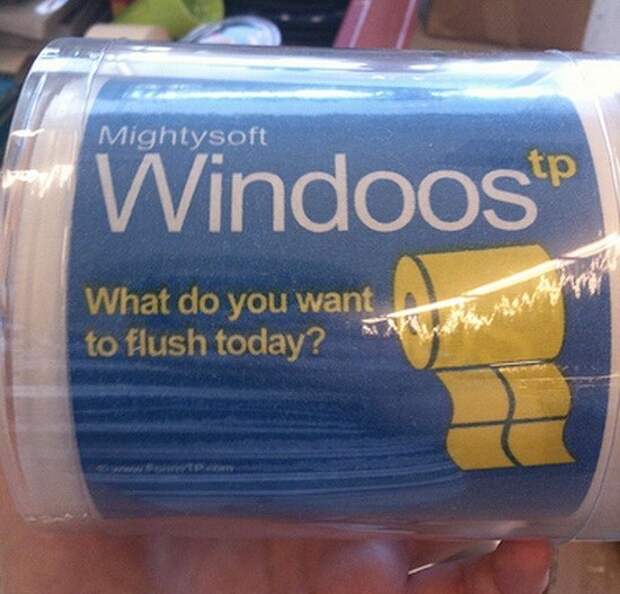 Mightysoft
Windoos tp
What do you want
to flush today?